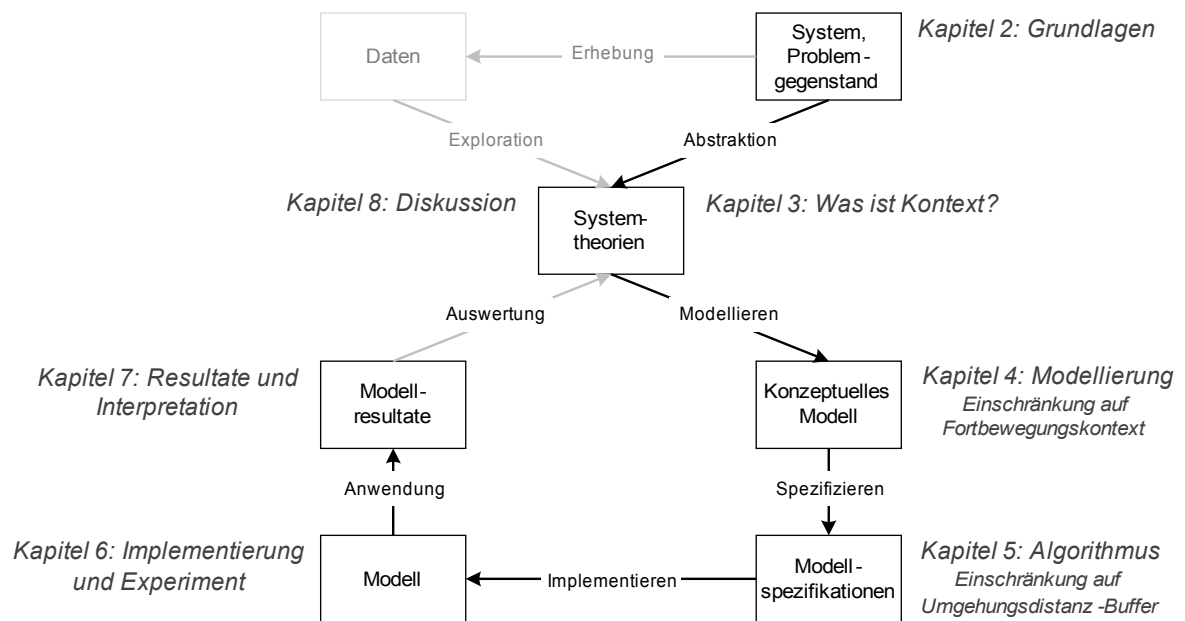 System,
Problem-
gegenstand
Kapitel 2: Grundlagen
Daten
Erhebung
Exploration
Abstraktion
Kapitel 8: Diskussion
System-
theorien
Kapitel 3: Was ist Kontext?
Auswertung
Modellieren
Kapitel 7: Resultate und
Interpretation
Modell-
resultate
Konzeptuelles
Modell
Kapitel 4: Modellierung
Einschränkung auf
Fortbewegungskontext
Anwendung
Spezifizieren
Kapitel 6: Implementierung
und Experiment
Modell
Implementieren
Modell-
spezifikationen
Kapitel 5: Algorithmus
Einschränkung auf
Umgehungsdistanz -Buffer